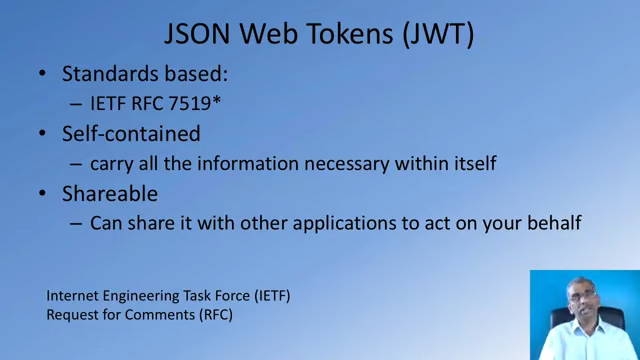 JSON Web Tokens (JWT)
• Standards based:
– IETF RFC 7519*
• Self-contained
– carry all the information necessary within itself
• Shareable
– Can share it with other applications to act on your behalf
Internet Engineering Task Force (IETF)
Request for Comments (RFC)